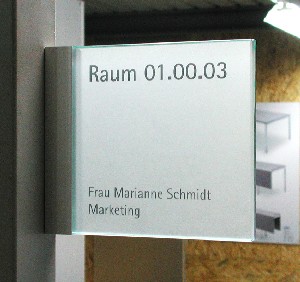 Raum 01.00.03
Frau Marianne Schmidt
Marketing